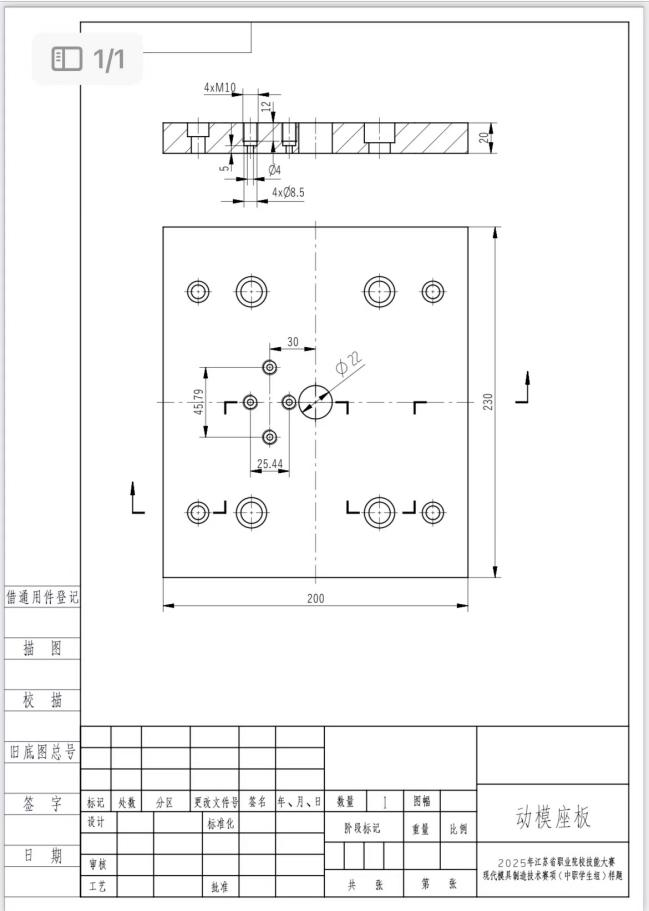 1/1
4xM10
12
20
5
Ø4
4xØ8.5
30
Ø22
45.79
230
25.44
200
借通用件登记
描 图
校 描
旧底图总号
签 字
日 期
标记 处数 分区 更改文件号 签名 年、月、日
设计 标准化
审核
工艺 批准
数量 1 图幅
阶段标记 重量 比例
共 张 第 张
动模座板
2025年江苏省职业院校技能大赛
现代模具制造技术赛项(中职学生组)样题